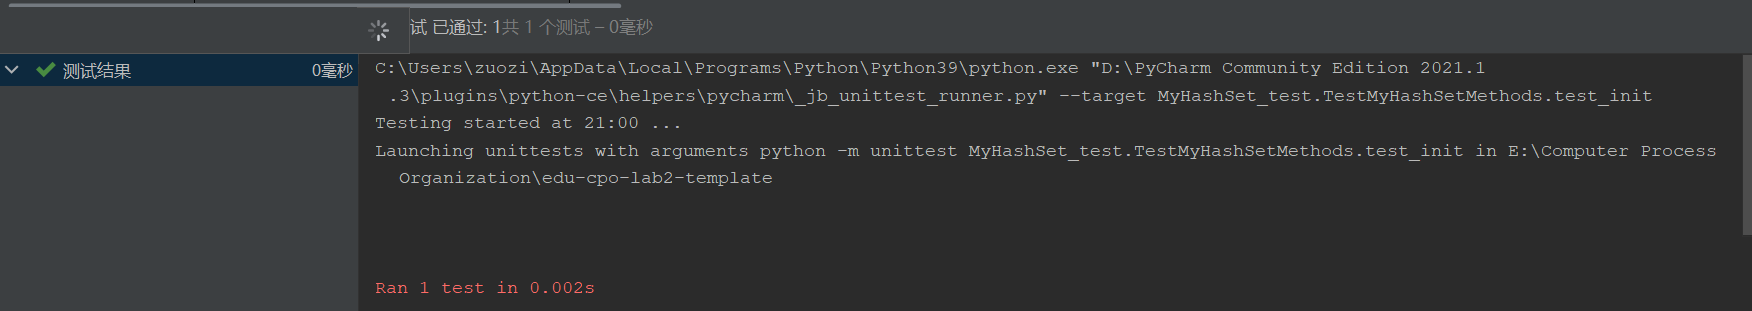 试 已通过: 1共 1 个测试 – 0毫秒
测试结果 0毫秒
C:\Users\zuozi\AppData\Local\Programs\Python\Python39\python.exe "D:\PyCharm Community Edition 2021.1
.3\plugins\python-ce\helpers\pycharm\_jb_unittest_runner.py" --target MyHashSet_test.TestMyHashSetMethods.test_init
Testing started at 21:00 ...
Launching unittests with arguments python -m unittest MyHashSet_test.TestMyHashSetMethods.test_init in E:\Computer Process
Organization\edu-cpo-lab2-template
Ran 1 test in 0.002s